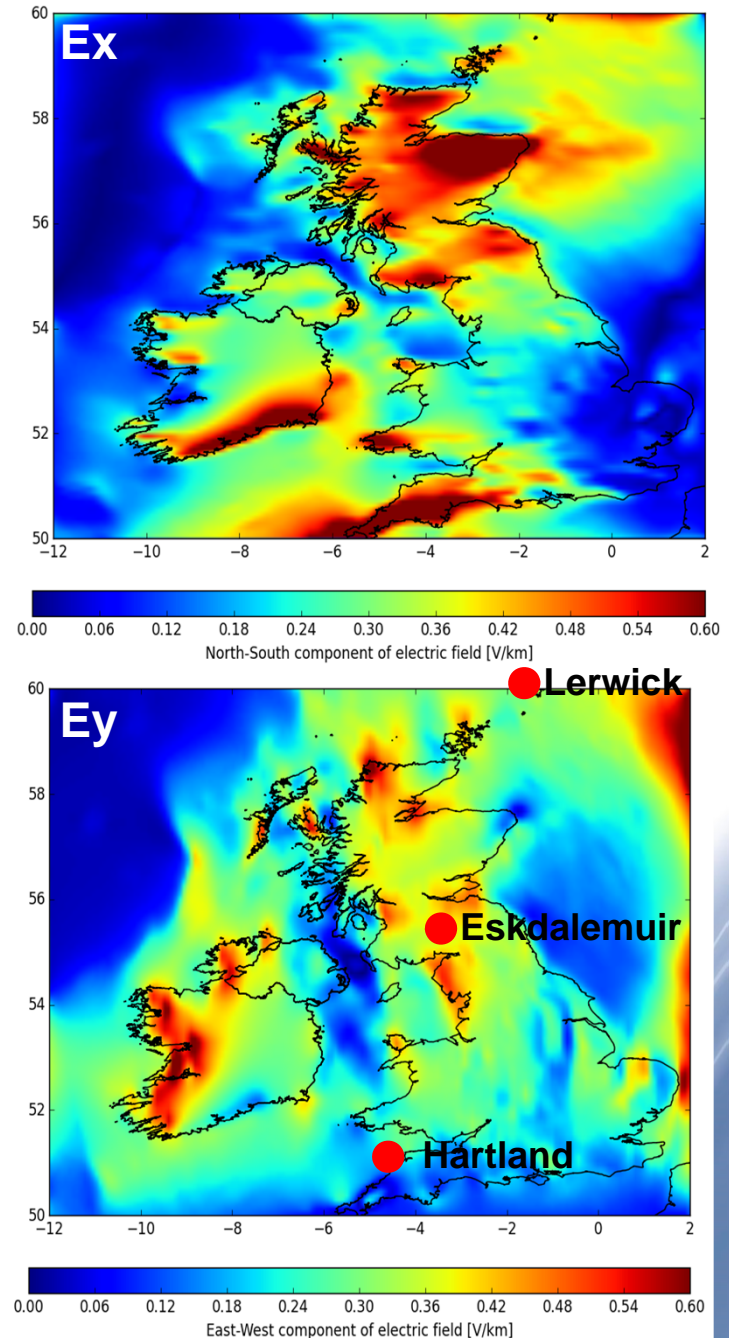 Ex
60
58
56
54
52
50
−12 −10 −8 −6 −4 −2 0 2
0.00 0.06 0.12 0.18 0.24 0.30 0.36 0.42 0.48 0.54 0.60
North-South component of electric field [V/km]
Lerwick
60
Ey
58
56
Eskdalemuir
54
52
Hartland
50
−12 −10 −8 −6 −4 −2 0 2
0.00 0.06 0.12 0.18 0.24 0.30 0.36 0.42 0.48 0.54 0.60
East-West component of electric field [V/km]